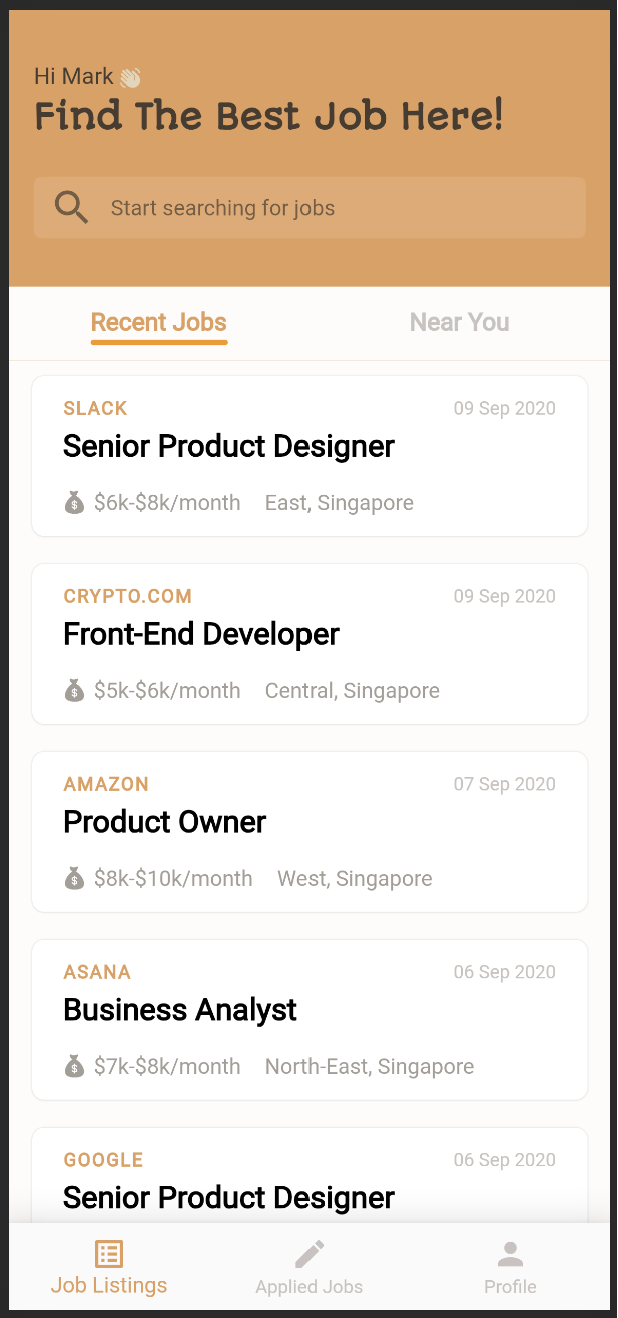 Hi Mark 👋
Find The Best Job Here!
Start searching for jobs
Recent Jobs Near You
SLACK 09 Sep 2020
Senior Product Designer
$6k-$8k/month East, Singapore
CRYPTO.COM 09 Sep 2020
Front-End Developer
$5k-$6k/month Central, Singapore
AMAZON 07 Sep 2020
Product Owner
$8k-$10k/month West, Singapore
ASANA 06 Sep 2020
Business Analyst
$7k-$8k/month North-East, Singapore
GOOGLE 06 Sep 2020
Senior Product Designer
Job Listings Applied Jobs Profile